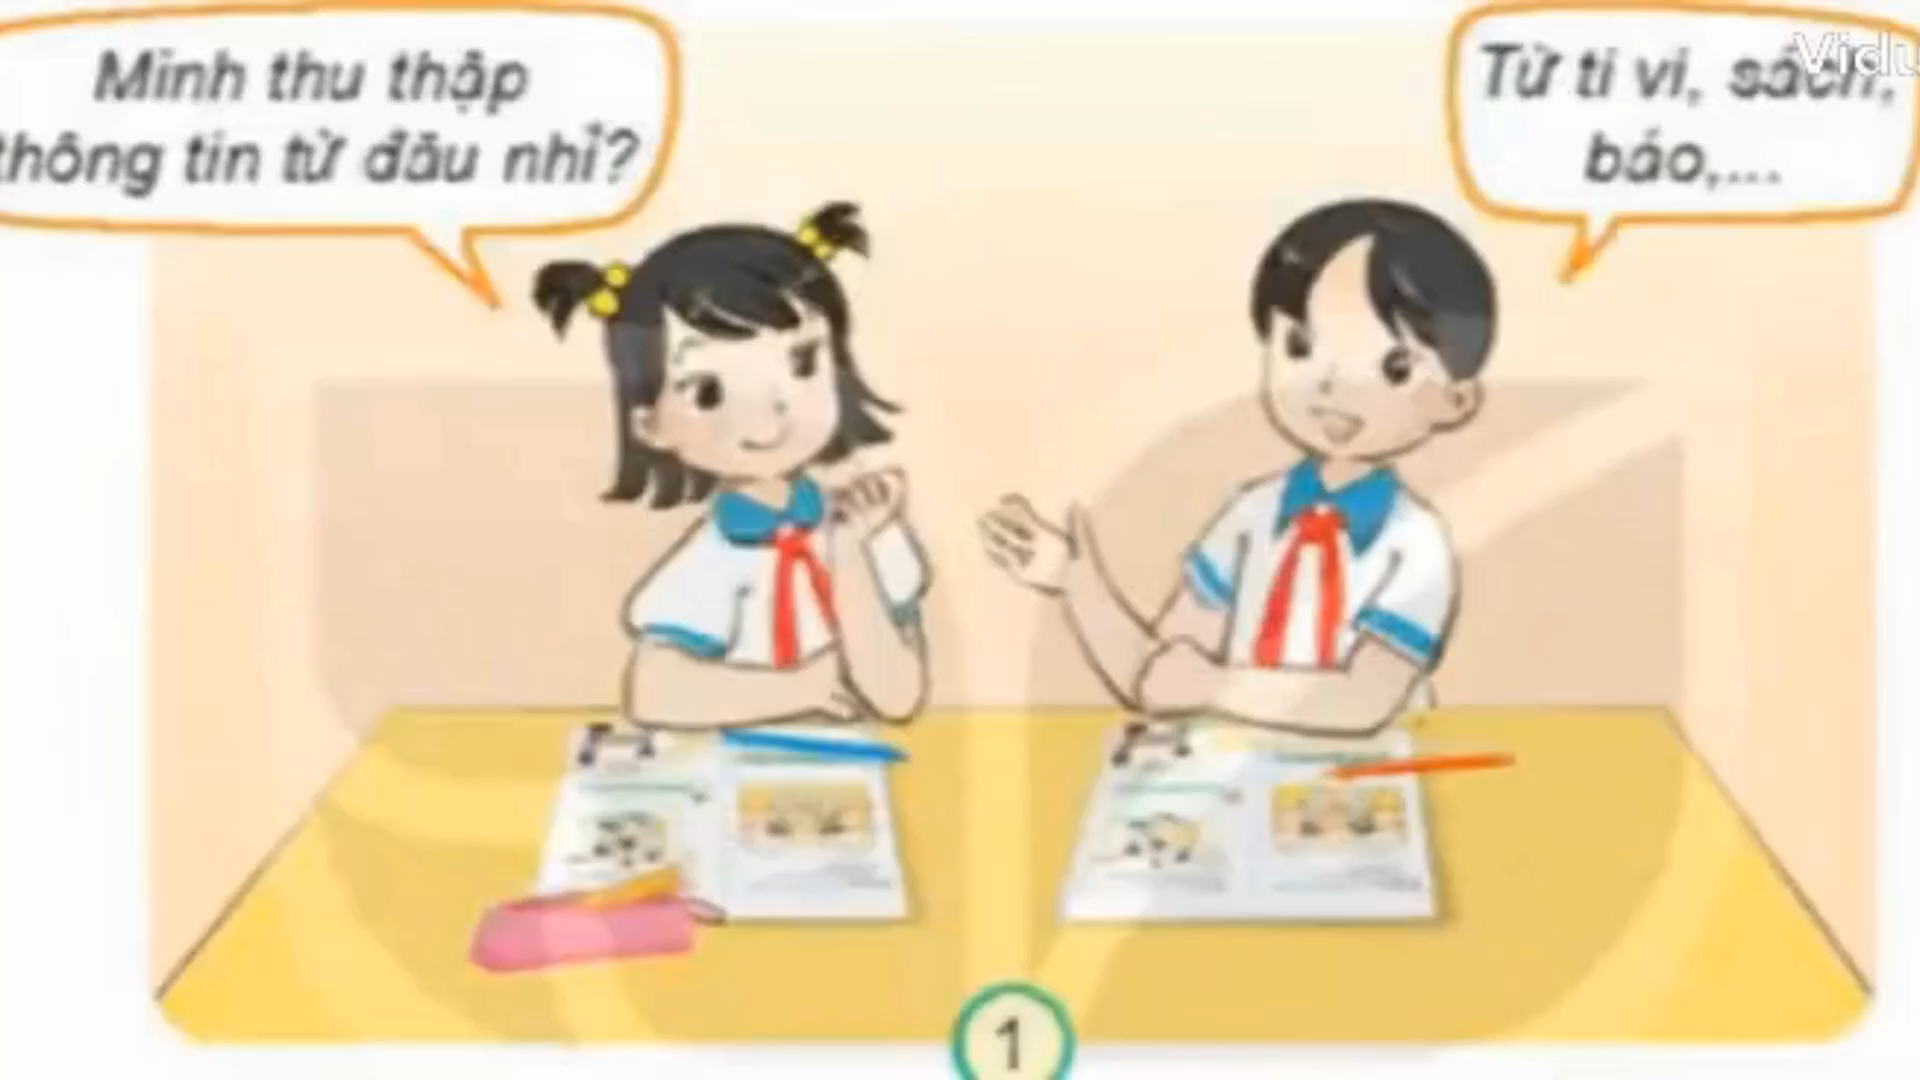 Mình thu thập
thông tin từ đâu nhỉ?
Từ ti vi, sách,
báo,...
1